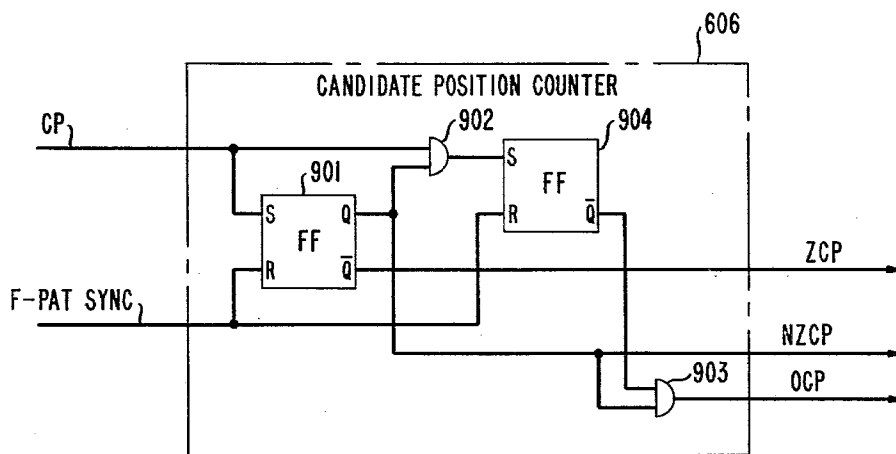 606
CANDIDATE POSITION COUNTER
CP
902
904
901
S
FF
S
Q
R
Q̅
FF
R
Q̅
ZCP
F-PAT SYNC
NZCP
903
OCP